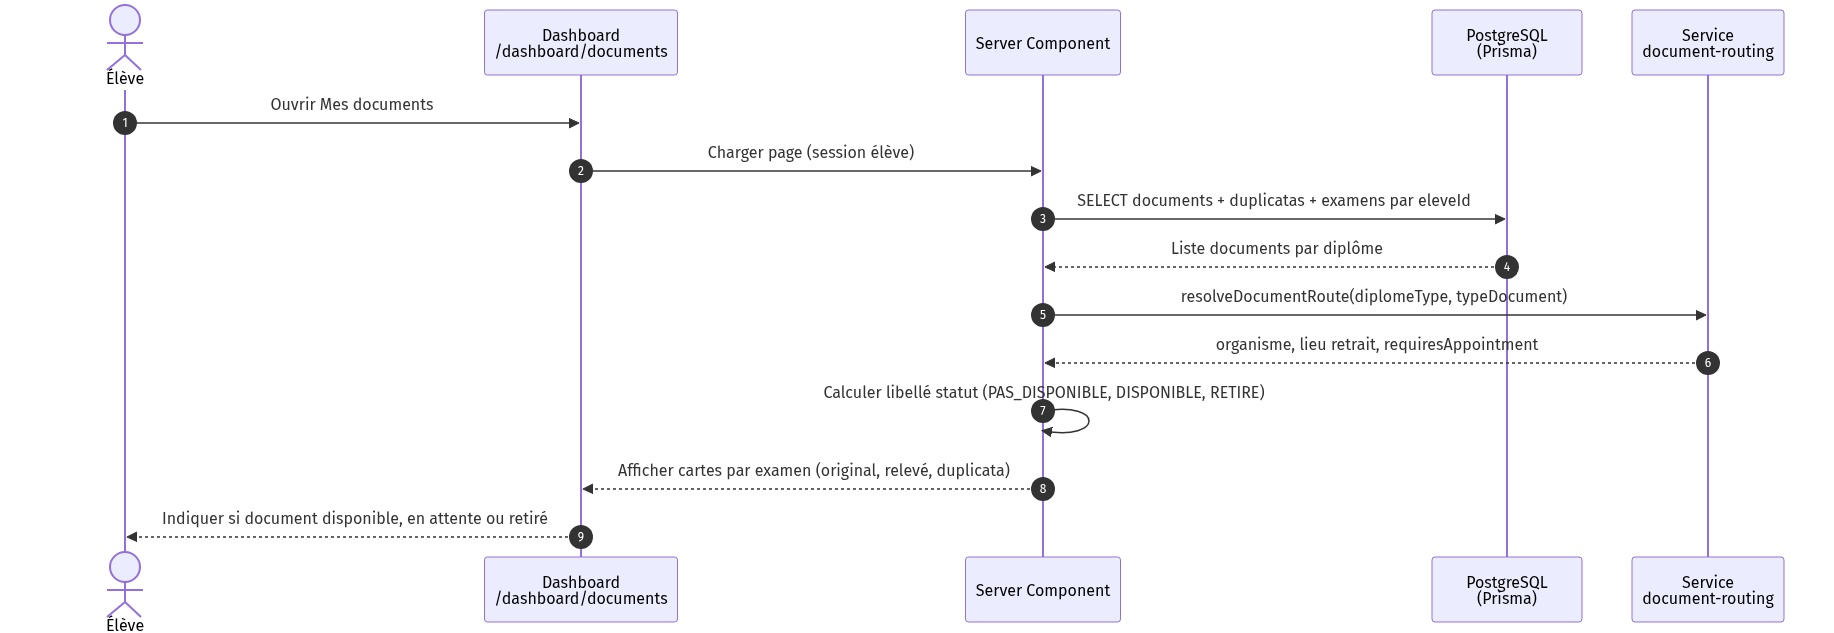 Élève
Dashboard
/dashboard/documents
Server Component
PostgreSQL
(Prisma)
Service
document-routing
Ouvrir Mes documents
1
Charger page (session élève)
2
SELECT documents + duplicatas + examens par eleveId
3
Liste documents par diplôme
4
resolveDocumentRoute(diplomeType, typeDocument)
5
organisme, lieu retrait, requiresAppointment
6
Calculer libellé statut (PAS_DISPONIBLE, DISPONIBLE, RETIRE)
7
Afficher cartes par examen (original, relevé, duplicata)
8
Indiquer si document disponible, en attente ou retiré
9
Élève
Dashboard
/dashboard/documents
Server Component
PostgreSQL
(Prisma)
Service
document-routing